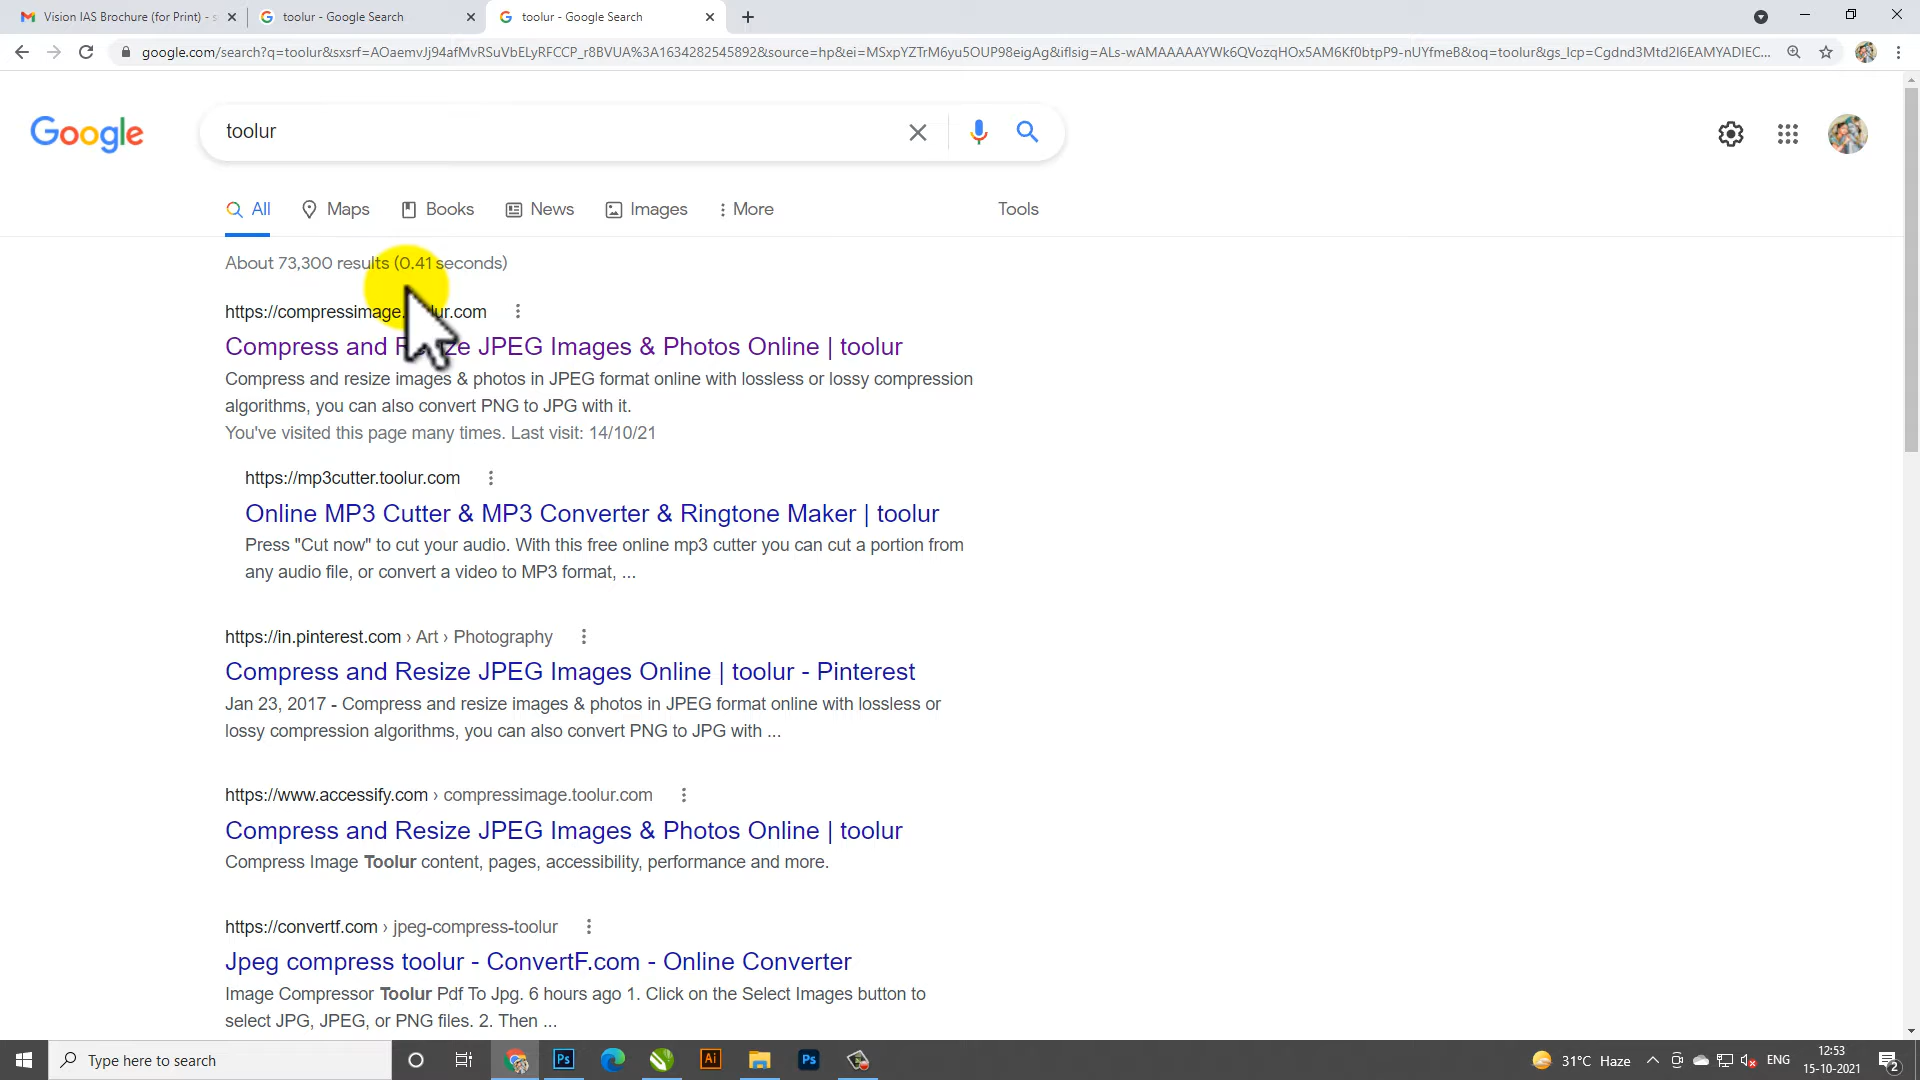 Vision IAS Brochure (for Print) - s
toolur - Google Search
toolur - Google Search
google.com/search?q=toolur&sxsrf=AOaemvJj94afMvRSuVbELyRFCCP_r8BVUA%3A1634282545892&source=hp&ei=MSxpYZTrM6yu5OUP98eigAg&iflsig=ALs-wAMAAAAAYWk6QVozqHOx5AM6Kf0btpP9-nUYfmeB&oq=toolur&gs_lcp=Cgdnd3Mtd2l6EAMYADIEC...
Google
toolur
All Maps Books News Images More Tools
About 73,300 results (0.41 seconds)
Compress and Resize JPEG Images & Photos Online | toolur
Compress and resize images & photos in JPEG format online with lossless or lossy compression
algorithms, you can also convert PNG to JPG with it.
You've visited this page many times. Last visit: 14/10/21
https://mp3cutter.toolur.com
Online MP3 Cutter & MP3 Converter & Ringtone Maker | toolur
Press "Cut now" to cut your audio. With this free online mp3 cutter you can cut a portion from
any audio file, or convert a video to MP3 format, ...
https://in.pinterest.com › Art › Photography
Compress and Resize JPEG Images Online | toolur - Pinterest
Jan 23, 2017 - Compress and resize images & photos in JPEG format online with lossless or
lossy compression algorithms, you can also convert PNG to JPG with ...
https://www.accessify.com › compressimage.toolur.com
Compress and Resize JPEG Images & Photos Online | toolur
Compress Image Toolur content, pages, accessibility, performance and more.
https://convertf.com › jpeg-compress-toolur
Jpeg compress toolur - ConvertF.com - Online Converter
Image Compressor Toolur Pdf To Jpg. 6 hours ago 1. Click on the Select Images button to
select JPG, JPEG, or PNG files. 2. Then ...
Type here to search
Ps
Ai
Ps
31°C Haze
ENG
12:53
15-10-2021
2